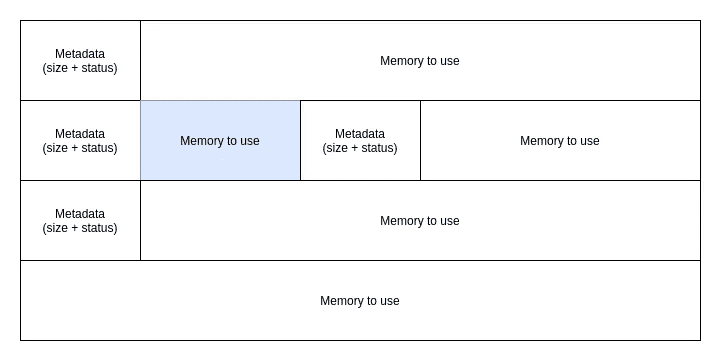 Metadata
(size + status)
Memory to use
Metadata
(size + status)
Memory to use
Metadata
(size + status)
Memory to use
Metadata
(size + status)
Memory to use
Memory to use